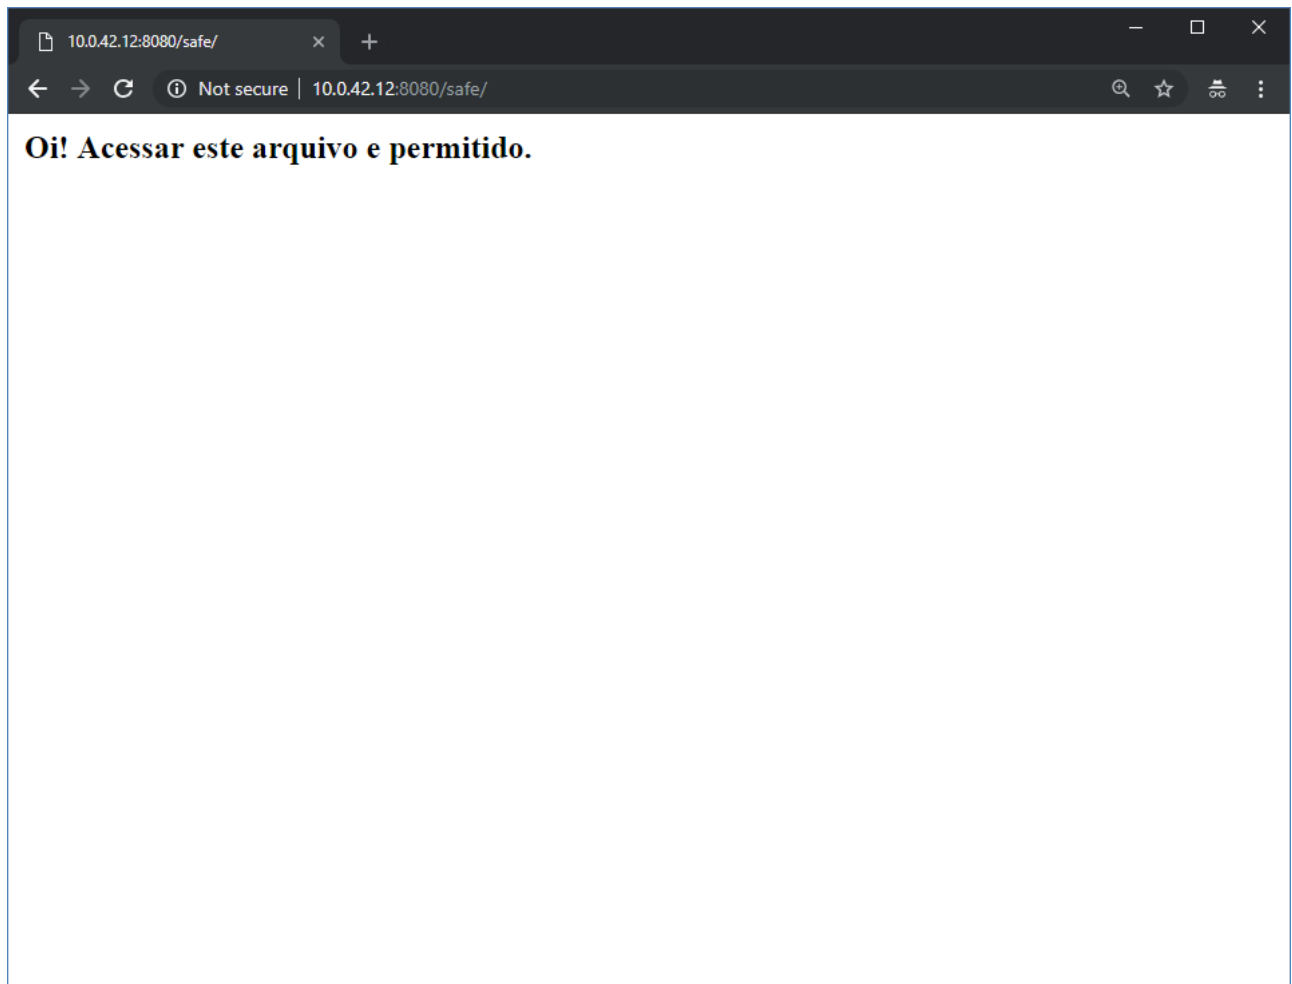 10.0.42.12:8080/safe/
Not secure | 10.0.42.12:8080/safe/
Oi! Acessar este arquivo e permitido.